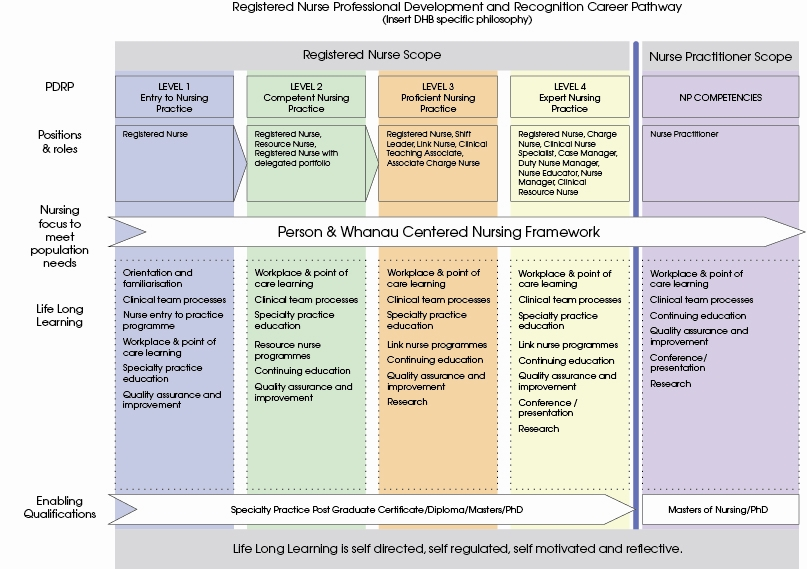 Registered Nurse Professional Development and Recognition Career Pathway
(Insert DHB specific philosophy)
Registered Nurse Scope
Nurse Practitioner Scope
PDRP
LEVEL 1
Entry to Nursing
Practice
LEVEL 2
Competent Nursing
Practice
LEVEL 3
Proficient Nursing
Practice
LEVEL 4
Expert Nursing
Practice
NP COMPETENCIES
Positions
& roles
Registered Nurse
Registered Nurse,
Resource Nurse,
Registered Nurse with
delegated portfolio
Registered Nurse, Shift
Leader, Link Nurse, Clinical
Teaching Associate,
Associate Charge Nurse
Registered Nurse, Charge
Nurse, Clinical Nurse
Specialist, Case Manager,
Duty Nurse Manager,
Nurse Educator, Nurse
Manager, Clinical
Resource Nurse
Nurse Practitioner
Nursing
focus to
meet
population
needs
Person & Whanau Centered Nursing Framework
Life Long
Learning
Orientation and
familiarisation
Clinical team processes
Nurse entry to practice
programme
Workplace & point of
care learning
Specialty practice
education
Quality assurance and
improvement
Workplace & point of
care learning
Clinical team processes
Specialty practice
education
Resource nurse
programmes
Continuing education
Quality assurance and
improvement
Workplace & point of
care learning
Clinical team processes
Specialty practice
education
Link nurse programmes
Continuing education
Quality assurance and
improvement
Research
Workplace & point of
care learning
Clinical team processes
Specialty practice
education
Link nurse programmes
Continuing education
Quality assurance and
improvement
Conference /
presentation
Research
Workplace & point of
care learning
Clinical team processes
Continuing education
Quality assurance and
improvement
Conference/
presentation
Research
Enabling
Qualifications
Specialty Practice Post Graduate Certificate/Diploma/Masters/PhD
Masters of Nursing/PhD
Life Long Learning is self directed, self regulated, self motivated and reflective.